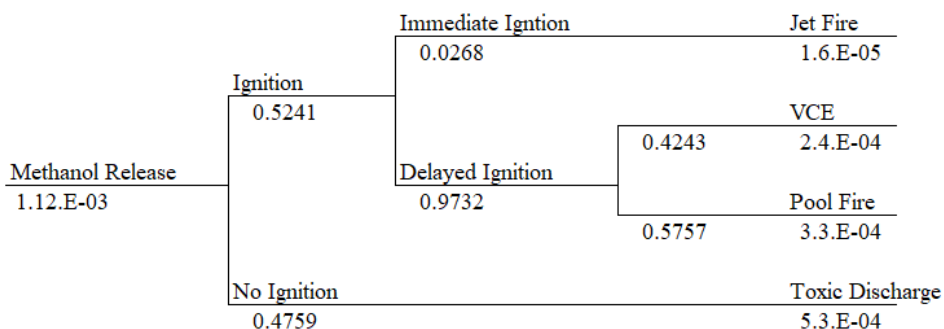 Immediate Igntion Jet Fire
0.0268 1.6.E-05
Ignition
0.5241 VCE
0.4243 2.4.E-04
Methanol Release Delayed Ignition
1.12.E-03 0.9732 Pool Fire
0.5757 3.3.E-04
No Ignition Toxic Discharge
0.4759 5.3.E-04